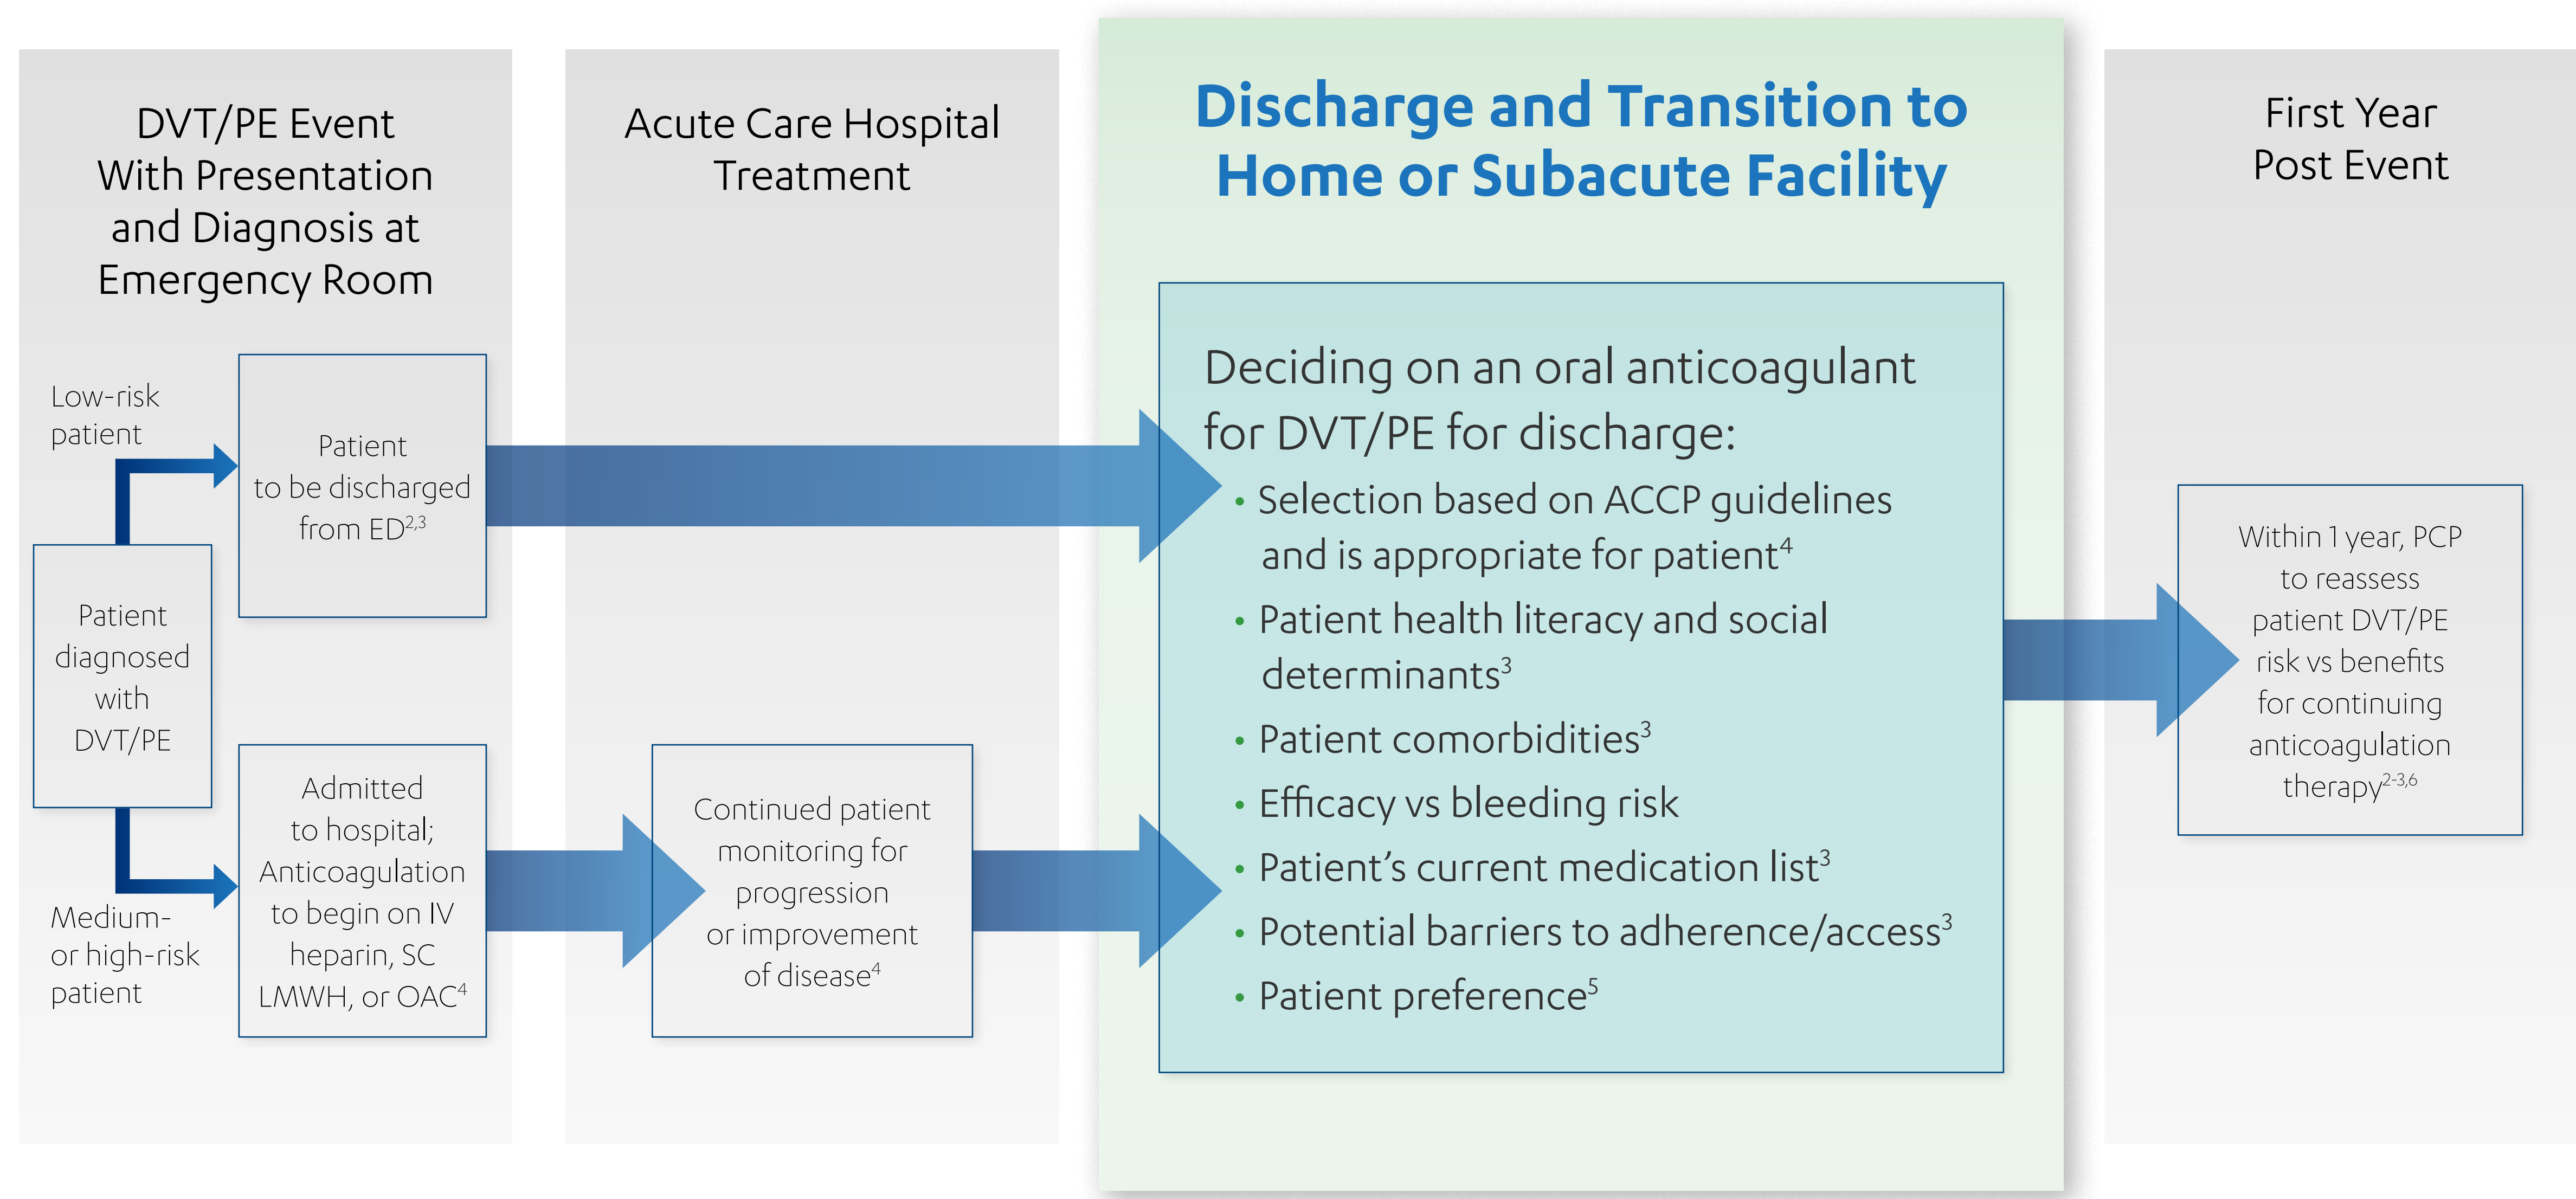 DVT/PE Event
With Presentation
and Diagnosis at
Emergency Room
Low-risk
patient
Patient
to be discharged
from ED2,3
Patient
diagnosed
with
DVT/PE
Medium-
or high-risk
patient
Admitted
to hospital;
Anticoagulation
to begin on IV
heparin, SC
LMWH, or OAC4
Acute Care Hospital
Treatment
Continued patient
monitoring for
progression
or improvement
of disease4
Discharge and Transition to
Home or Subacute Facility
Deciding on an oral anticoagulant
for DVT/PE for discharge:
• Selection based on ACCP guidelines
and is appropriate for patient4
• Patient health literacy and social
determinants3
• Patient comorbidities3
• Efficacy vs bleeding risk
• Patient’s current medication list3
• Potential barriers to adherence/access3
• Patient preference5
First Year
Post Event
Within 1 year, PCP
to reassess
patient DVT/PE
risk vs benefits
for continuing
anticoagulation
therapy2-3,6